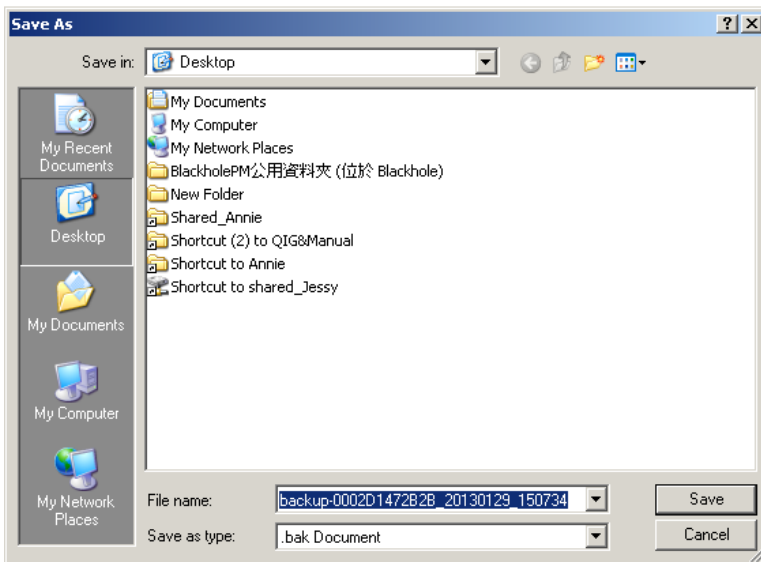 Save As
Save in:
Desktop
My Recent
Documents
Desktop
My Documents
My Computer
My Network
Places
My Documents
My Computer
My Network Places
BlackholePM公用資料夾 (位於 Blackhole)
New Folder
Shared_Annie
Shortcut (2) to QIG&Manual
Shortcut to Annie
Shortcut to shared_Jessy
File name:
backup-0002D1472B2B_20130129_150734
Save
Save as type:
.bak Document
Cancel